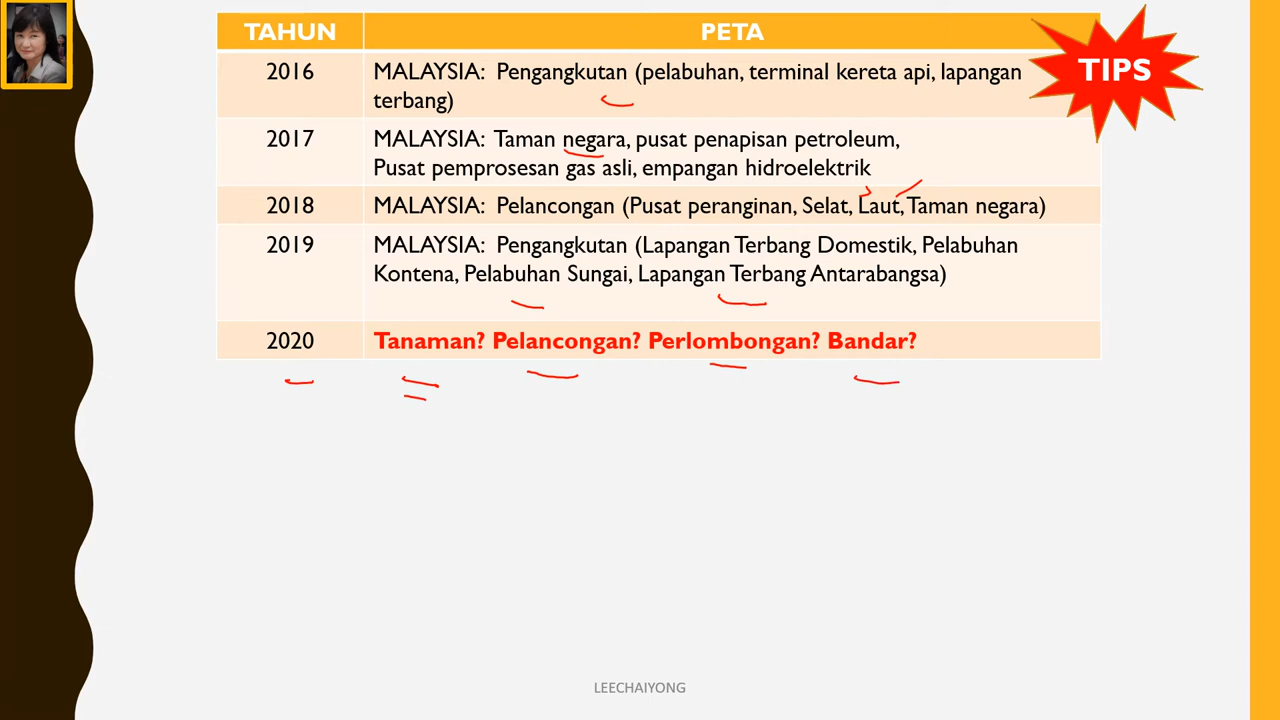 TAHUN PETA
TIPS
2016 MALAYSIA: Pengangkutan (pelabuhan, terminal kereta api, lapangan
terbang)
2017 MALAYSIA: Taman negara, pusat penapisan petroleum,
Pusat pemprosesan gas asli, empangan hidroelektrik
2018 MALAYSIA: Pelancongan (Pusat peranginan, Selat, Laut, Taman negara)
2019 MALAYSIA: Pengangkutan (Lapangan Terbang Domestik, Pelabuhan
Kontena, Pelabuhan Sungai, Lapangan Terbang Antarabangsa)
2020 Tanaman? Pelancongan? Perlombongan? Bandar?
LEECHAIYONG